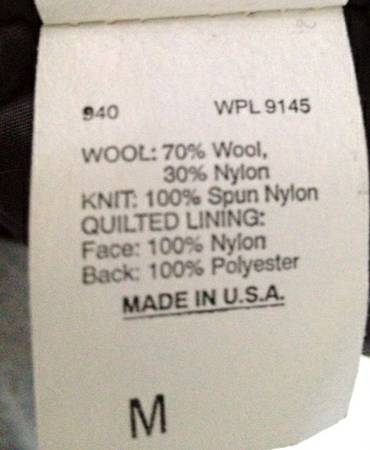 940 WPL 9145
WOOL: 70% Wool,
30% Nylon
KNIT: 100% Spun Nylon
QUILTED LINING:
Face: 100% Nylon
Back: 100% Polyester
MADE IN U.S.A.
M